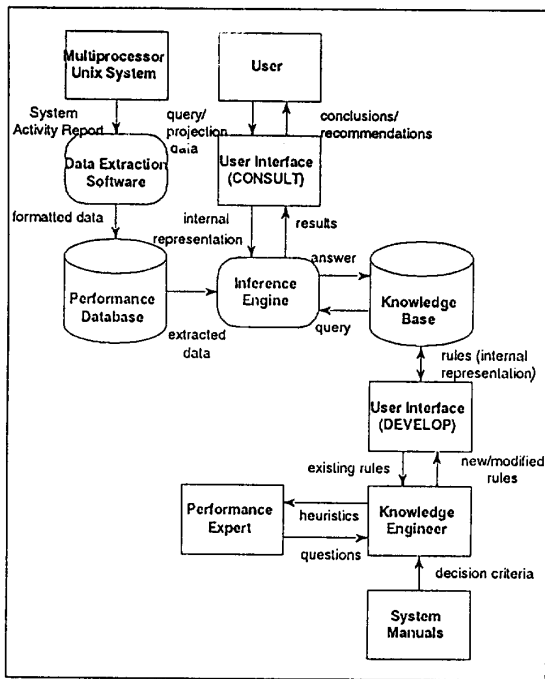 Multiprocessor
Unix System
User
System
Activity Report
query/
projection
data
conclusions/
recommendations
Data Extraction
Software
User Interface
(CONSULT)
formatted data
internal
representation
results
Performance
Database
Inference
Engine
answer
query
Knowledge
Base
extracted
data
rules (internal
representation)
User Interface
(DEVELOP)
existing rules
new/modified
rules
Performance
Expert
heuristics
questions
Knowledge
Engineer
decision criteria
System
Manuals